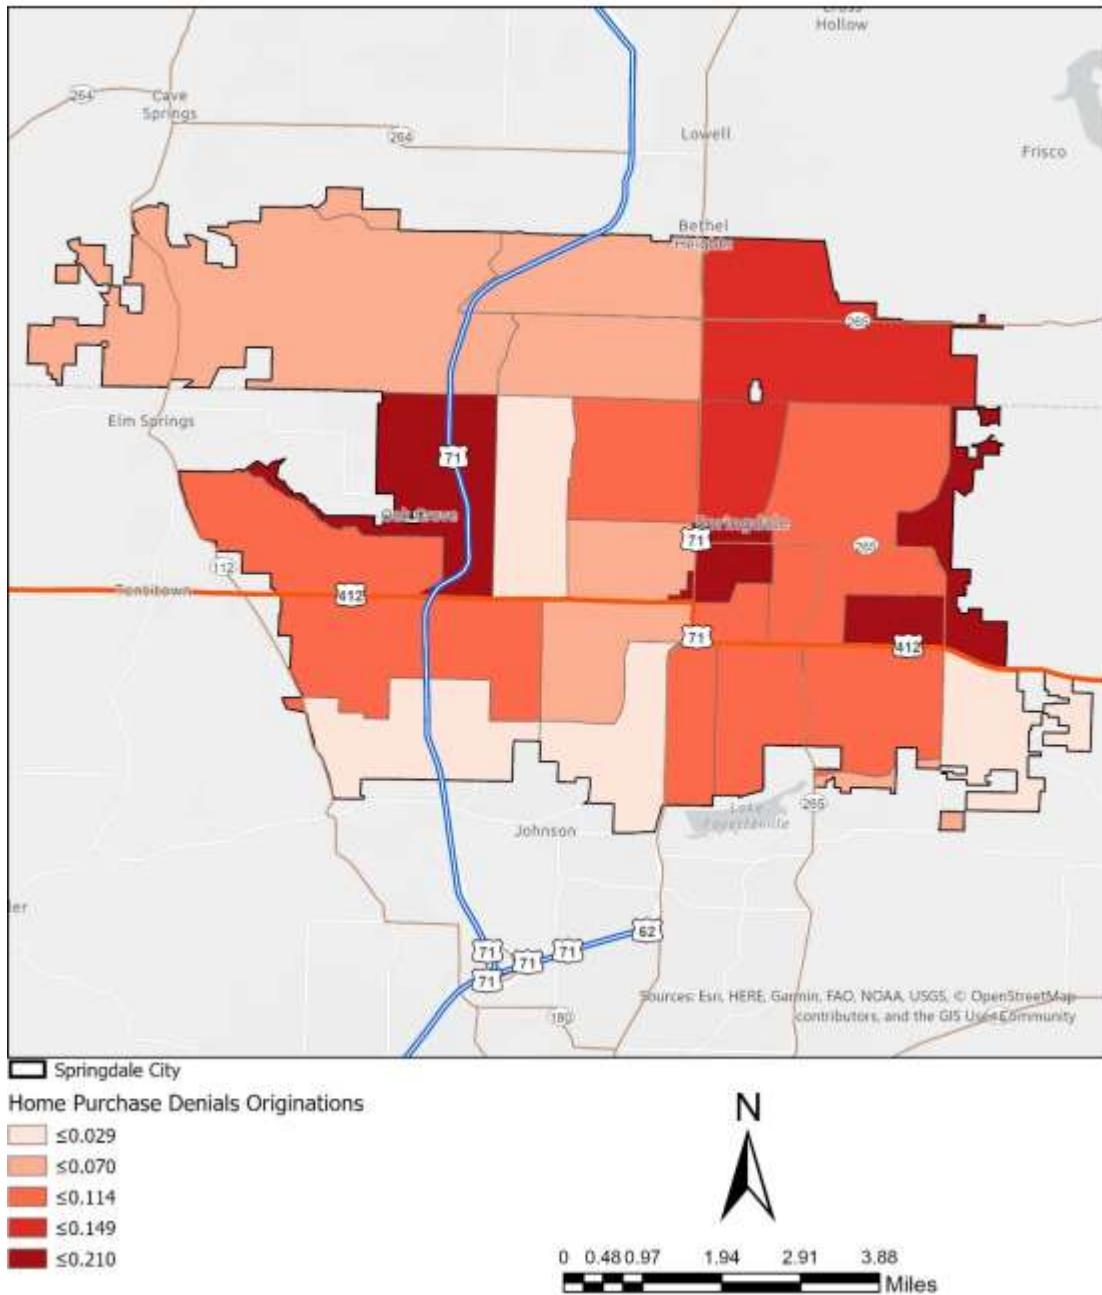 Cross
Hollow
264
Cave
Springs
264
Lowell
Frisco
Bethel
Heights
265
Elm Springs
71
Oak Grove
Springdale
71
265
112
Tontitown
412
71
412
Lake
Fayetteville
265
Johnson
ler
62
71
71
71
71
180
Sources: Esri, HERE, Garmin, FAO, NOAA, USGS, © OpenStreetMap
contributors, and the GIS User Community
Springdale City
Home Purchase Denials Originations
≤0.029
≤0.070
≤0.114
≤0.149
≤0.210
N
0 0.48 0.97 1.94 2.91 3.88
Miles